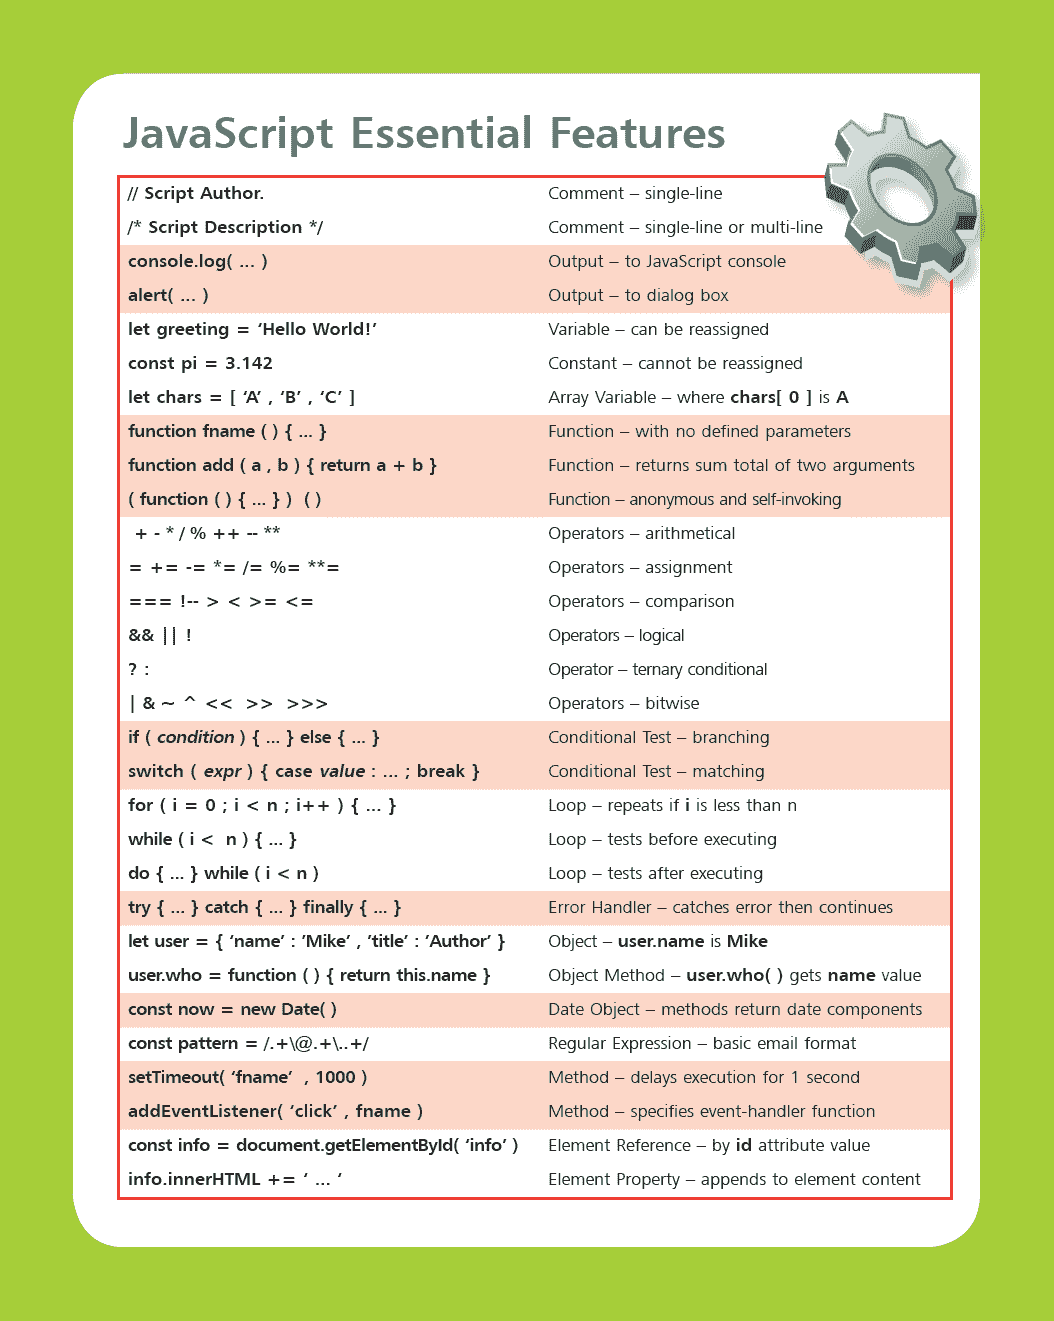 JavaScript Essential Features
// Script Author. Comment – single-line
/* Script Description */ Comment – single-line or multi-line
console.log( ... ) Output – to JavaScript console
alert( ... ) Output – to dialog box
let greeting = ‘Hello World!’ Variable – can be reassigned
const pi = 3.142 Constant – cannot be reassigned
let chars = [ ‘A’ , ‘B’ , ‘C’ ] Array Variable – where chars[ 0 ] is A
function fname ( ) { ... } Function – with no defined parameters
function add ( a , b ) { return a + b } Function – returns sum total of two arguments
( function ( ) { ... } ) ( ) Function – anonymous and self-invoking
+ - * / % ++ -- ** Operators – arithmetical
= += -= *= /= %= **= Operators – assignment
=== !-- > < >= <= Operators – comparison
&& || ! Operators – logical
? : Operator – ternary conditional
| & ~ ^ << >> >>> Operators – bitwise
if ( condition ) { ... } else { ... } Conditional Test – branching
switch ( expr ) { case value : ... ; break } Conditional Test – matching
for ( i = 0 ; i < n ; i++ ) { ... } Loop – repeats if i is less than n
while ( i < n ) { ... } Loop – tests before executing
do { ... } while ( i < n ) Loop – tests after executing
try { ... } catch { ... } finally { ... } Error Handler – catches error then continues
let user = { ‘name’ : ’Mike’ , ’title’ : ’Author’ } Object – user.name is Mike
user.who = function ( ) { return this.name } Object Method – user.who( ) gets name value
const now = new Date( ) Date Object – methods return date components
const pattern = /.+\@.+\..+/ Regular Expression – basic email format
setTimeout( ‘fname’ , 1000 ) Method – delays execution for 1 second
addEventListener( ‘click’ , fname ) Method – specifies event-handler function
const info = document.getElementById( ‘info’ ) Element Reference – by id attribute value
info.innerHTML += ‘ ... ‘ Element Property – appends to element content